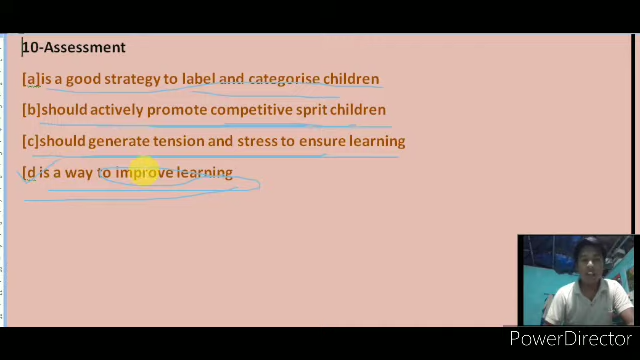 10-Assessment
[a]is a good strategy to label and categorise children
[b]should actively promote competitive sprit children
[c]should generate tension and stress to ensure learning
[d is a way to improve learning
PowerDirector